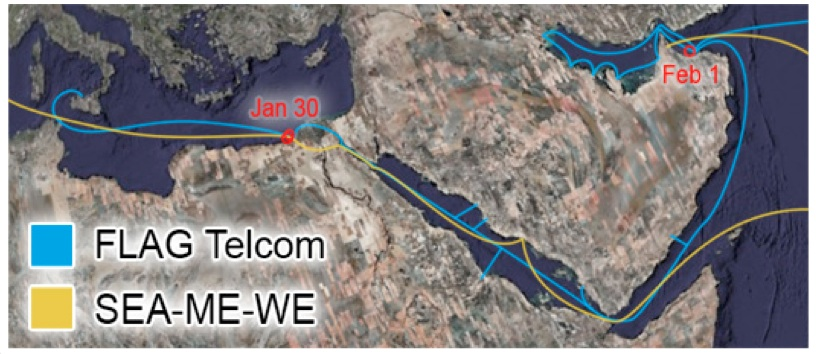 Jan 30
Feb 1
FLAG Telcom
SEA-ME-WE